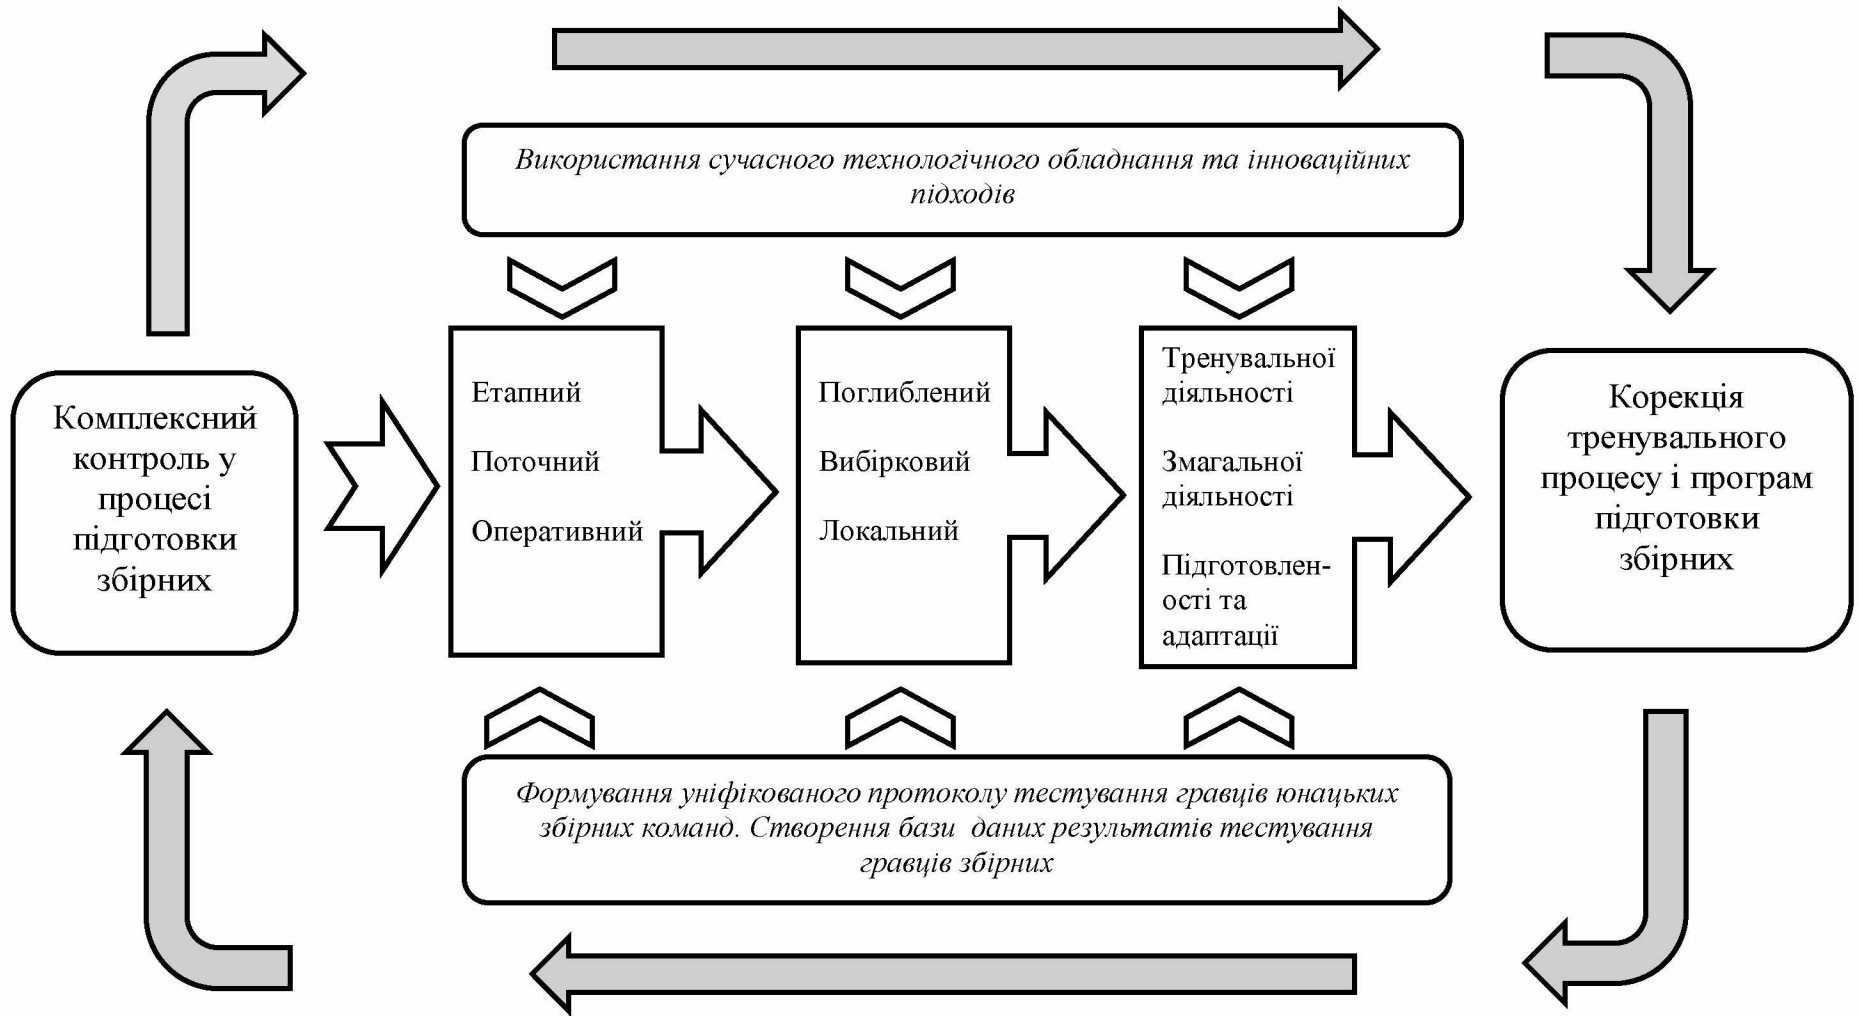 Використання сучасного технологічного обладнання та інноваційних
підходів
Комплексний
контроль у
процесі
підготовки
збірних
Етапний
Поточний
Оперативний
Поглиблений
Вибірковий
Локальний
Тренувальної
діяльності
Змагальної
діяльності
Підготовлен-
ості та
адаптації
Корекція
тренувального
процесу і програм
підготовки
збірних
Формування уніфікованого протоколу тестування гравців юнацьких
збірних команд. Створення бази даних результатів тестування
гравців збірних